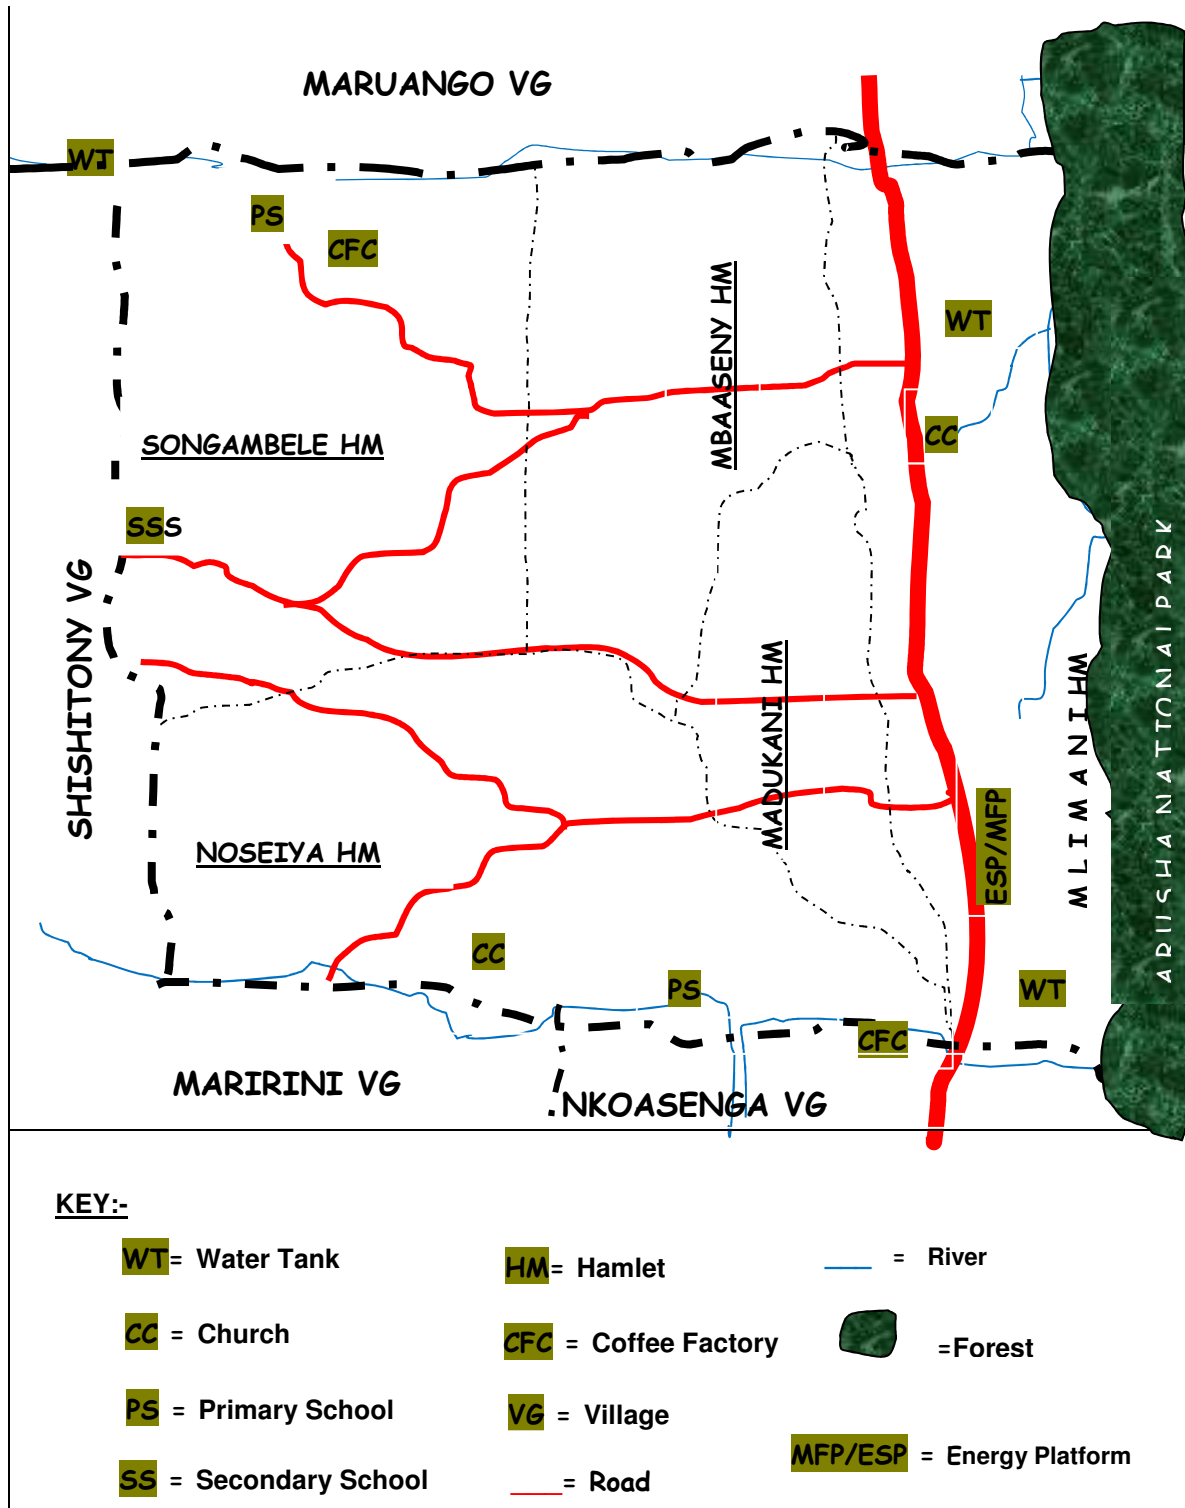 MARUANGO VG
WT
PS
CFC
MBAASENY HM
WT
CC
SONGAMBELE HM
SSS
SHISHITONY VG
MADUKANI HM
MLIMANI HM
ARUSHA NATIONAL PARK
ESP/MFP
NOSEIYA HM
CC
PS
WT
CFC
MARIRINI VG
NKOASENGA VG
KEY:-
WT = Water Tank
HM = Hamlet
= River
CC = Church
CFC = Coffee Factory
=Forest
PS = Primary School
VG = Village
MFP/ESP = Energy Platform
SS = Secondary School
= Road